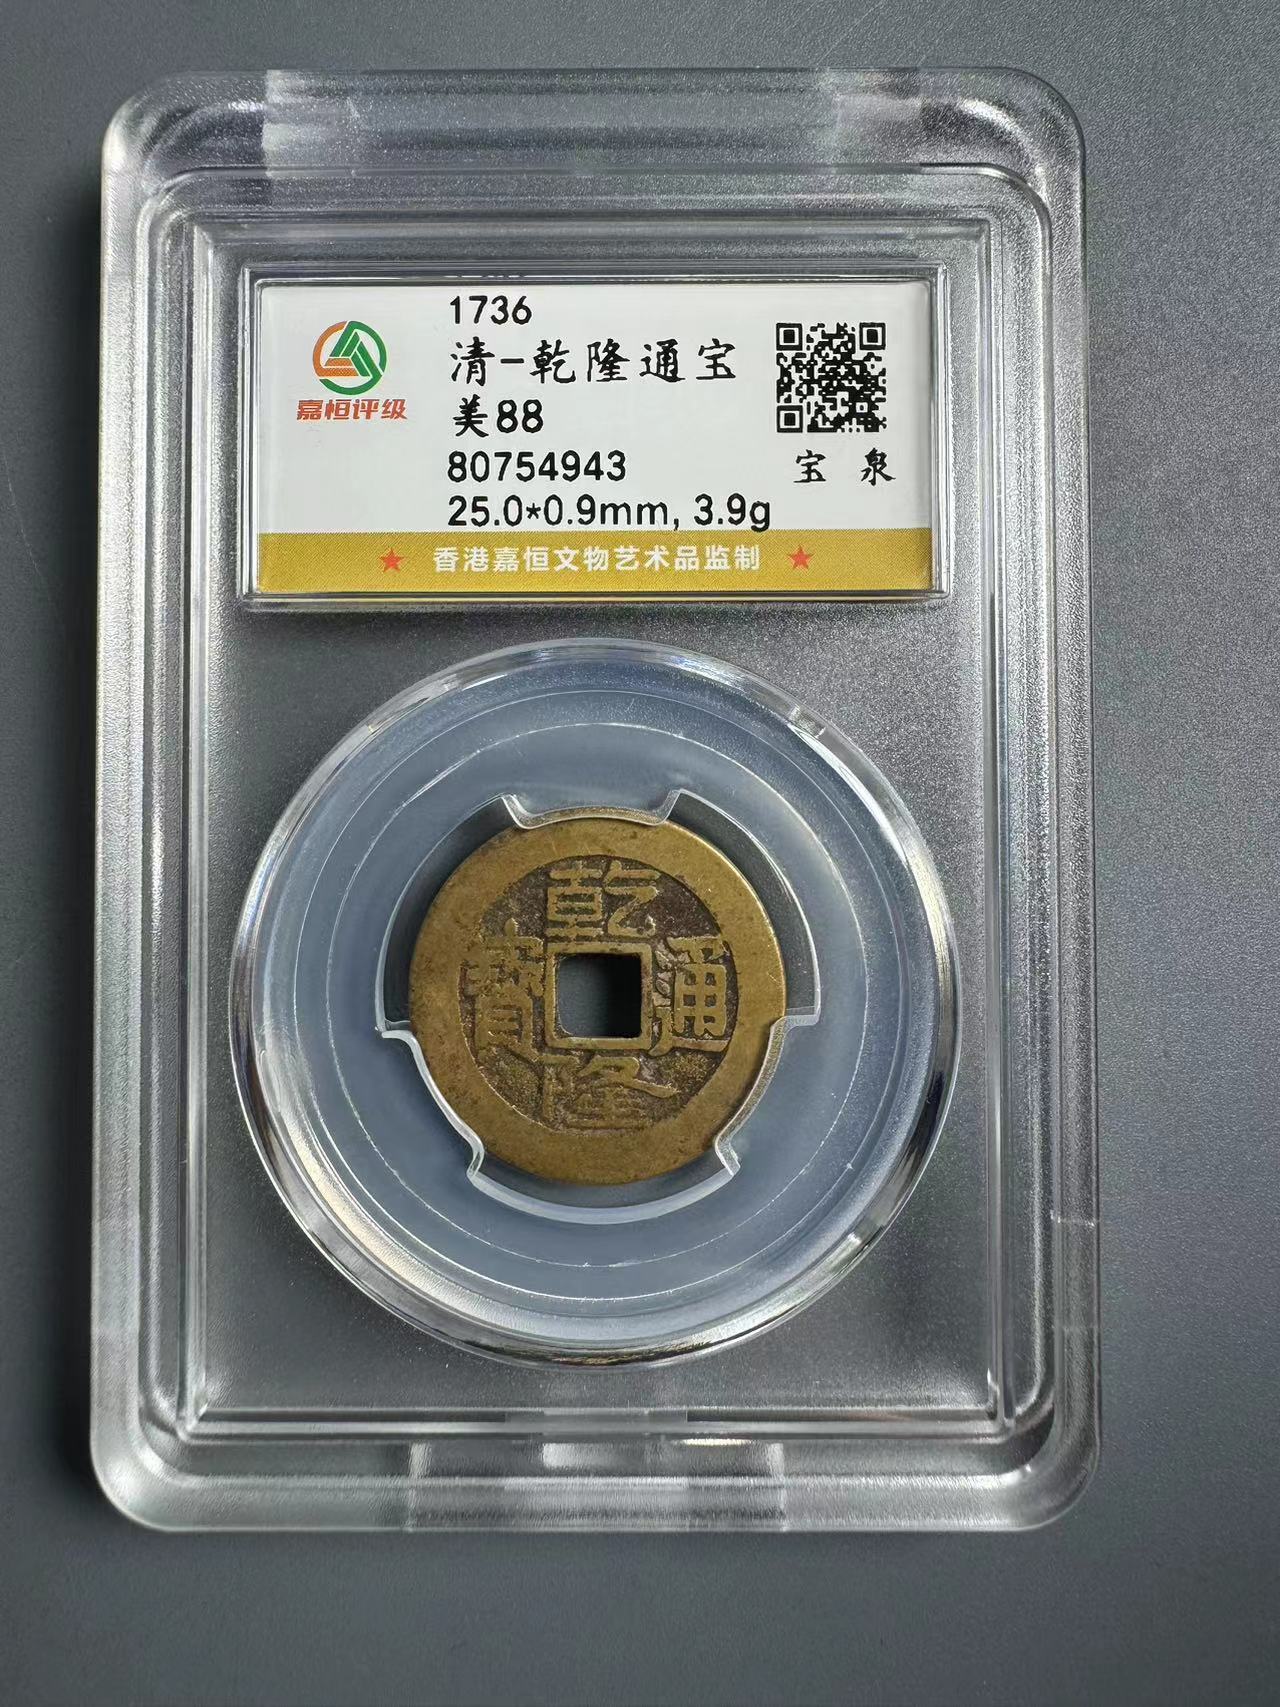 1736
清-乾隆通宝
美88
80754943
25.0*0.9mm, 3.9g
嘉恒评级
宝 泉
★ 香港嘉恒文物艺术品监制 ★
乾隆通寶